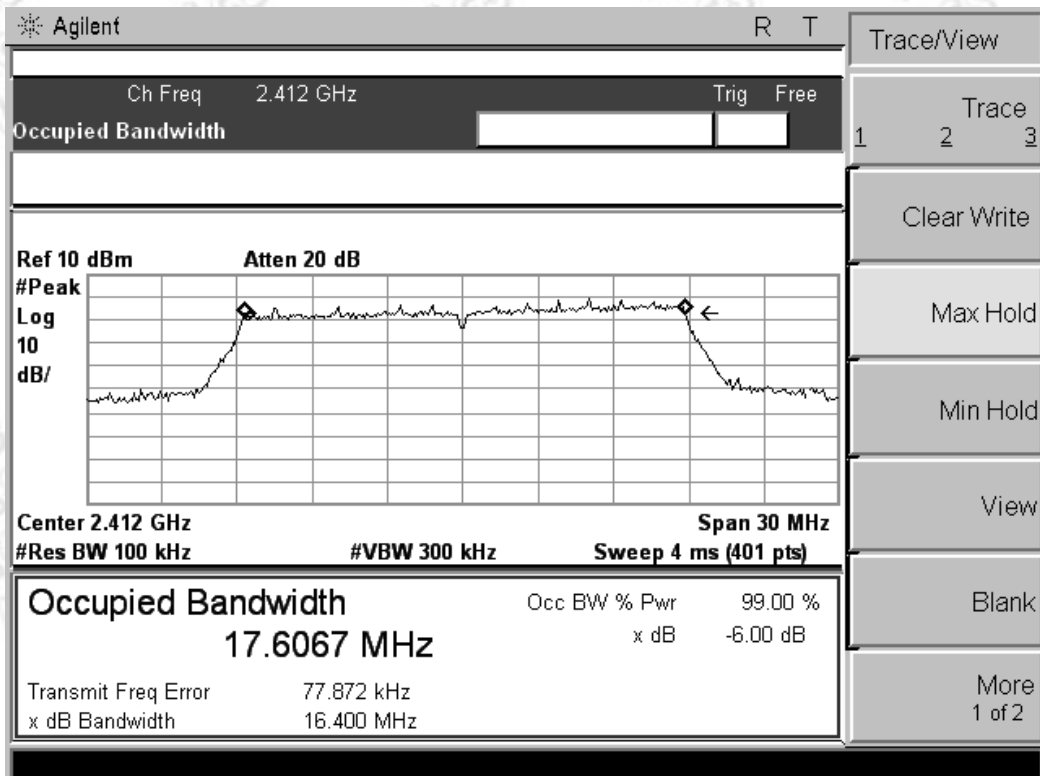 Agilent R T
Trace/View
Ch Freq 2.412 GHz Trig Free
Occupied Bandwidth
Trace
1 2 3
Clear Write
Ref 10 dBm Atten 20 dB
#Peak
Log
10
dB/
Max Hold
Min Hold
Center 2.412 GHz Span 30 MHz
#Res BW 100 kHz #VBW 300 kHz Sweep 4 ms (401 pts)
View
Occupied Bandwidth
17.6067 MHz
Occ BW % Pwr 99.00 %
x dB -6.00 dB
Transmit Freq Error 77.872 kHz
x dB Bandwidth 16.400 MHz
Blank
More
1 of 2